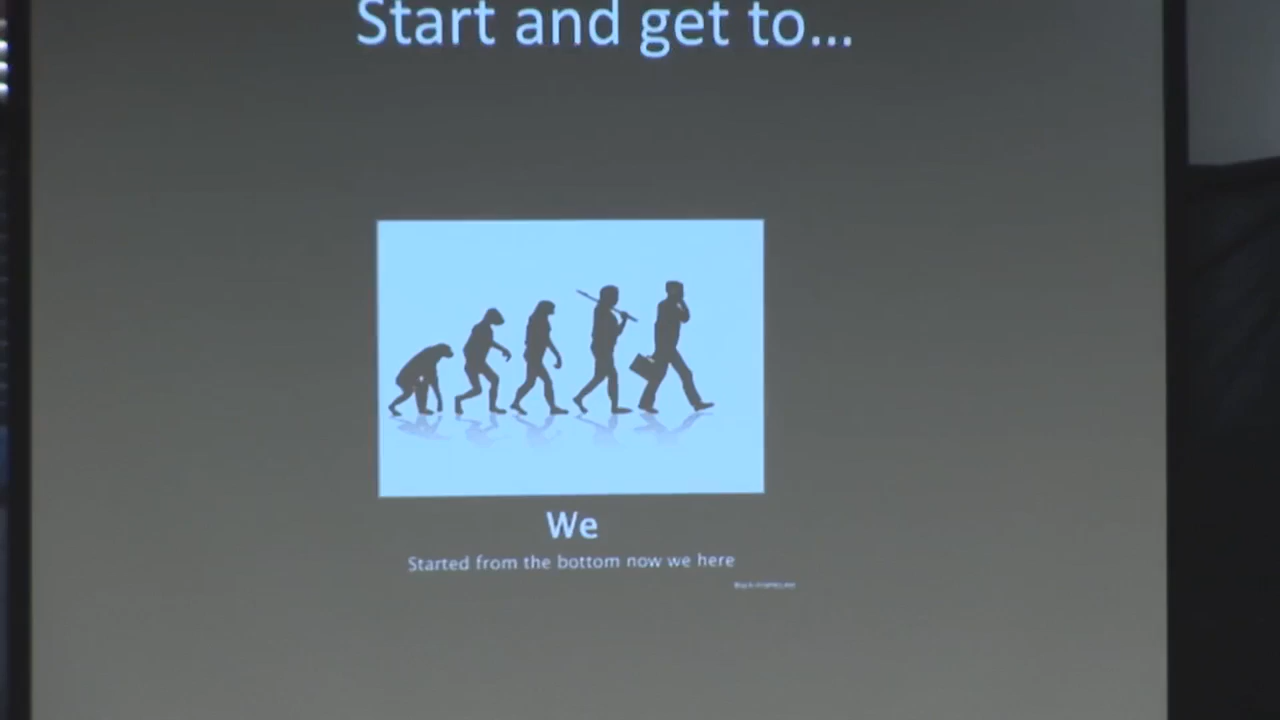 Start and get to...
We
Started from the bottom now we here